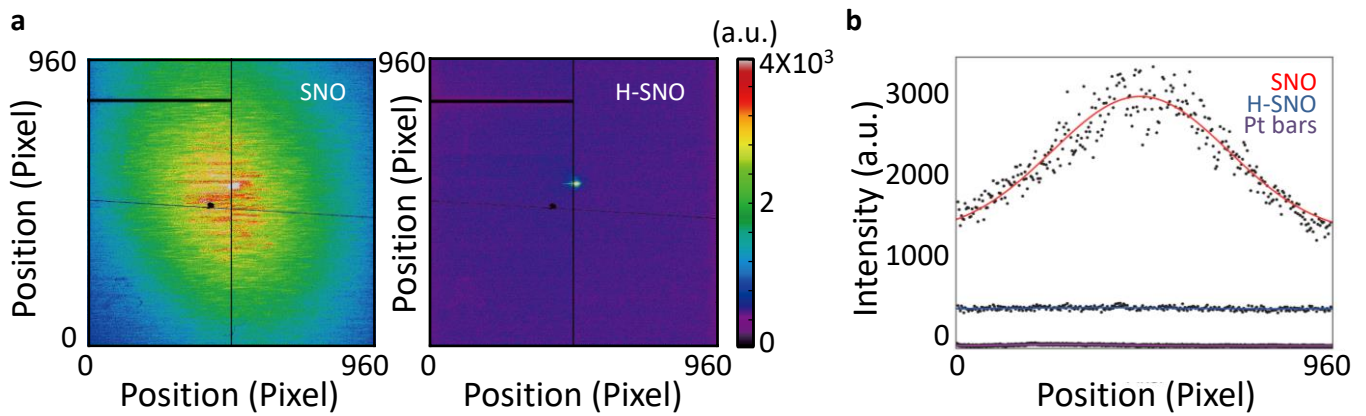 a
(a.u.)
960
SNO
Position (Pixel)
0
0
960
Position (Pixel)
960
H-SNO
Position (Pixel)
0
960
Position (Pixel)
4X10³
2
0
b
3000
2000
1000
0
Intensity (a.u.)
SNO
H-SNO
Pt bars
0
960
Position (Pixel)